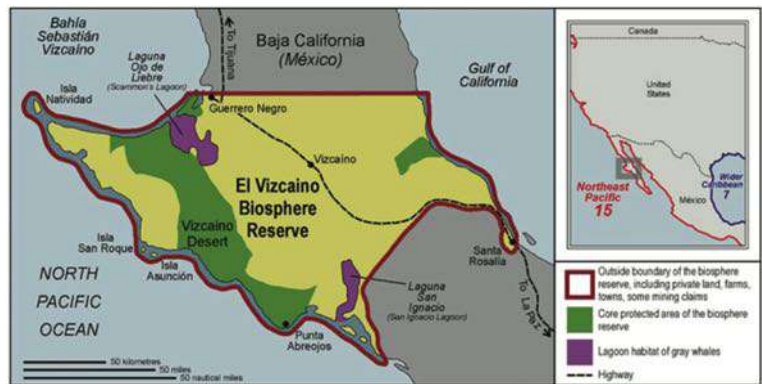 Bahía
Sebastián
Vizcaíno
Laguna
Ojo de
Liebre
(Scammon's Lagoon)
To Tijuana
Baja California
(México)
Gulf of
California
Isla
Natividad
Guerrero Negro
Vizcaino
El Vizcaino
Biosphere
Reserve
Vizcaino
Desert
Isla
San Roque
Isla
Asunción
Santa
Rosalía
Laguna
San
Ignacio
(San Ignacio Lagoon)
To La Paz
NORTH
PACIFIC
OCEAN
Punta
Abreojos
50 kilometres
50 miles
50 nautical miles
Canada
United
States
México
Northeast
Pacific
15
Wider
Caribbean
7
Outside boundary of the biosphere
reserve, including private land, farms,
towns, some mining claims
Core protected area of the biosphere
reserve
Lagoon habitat of gray whales
Highway